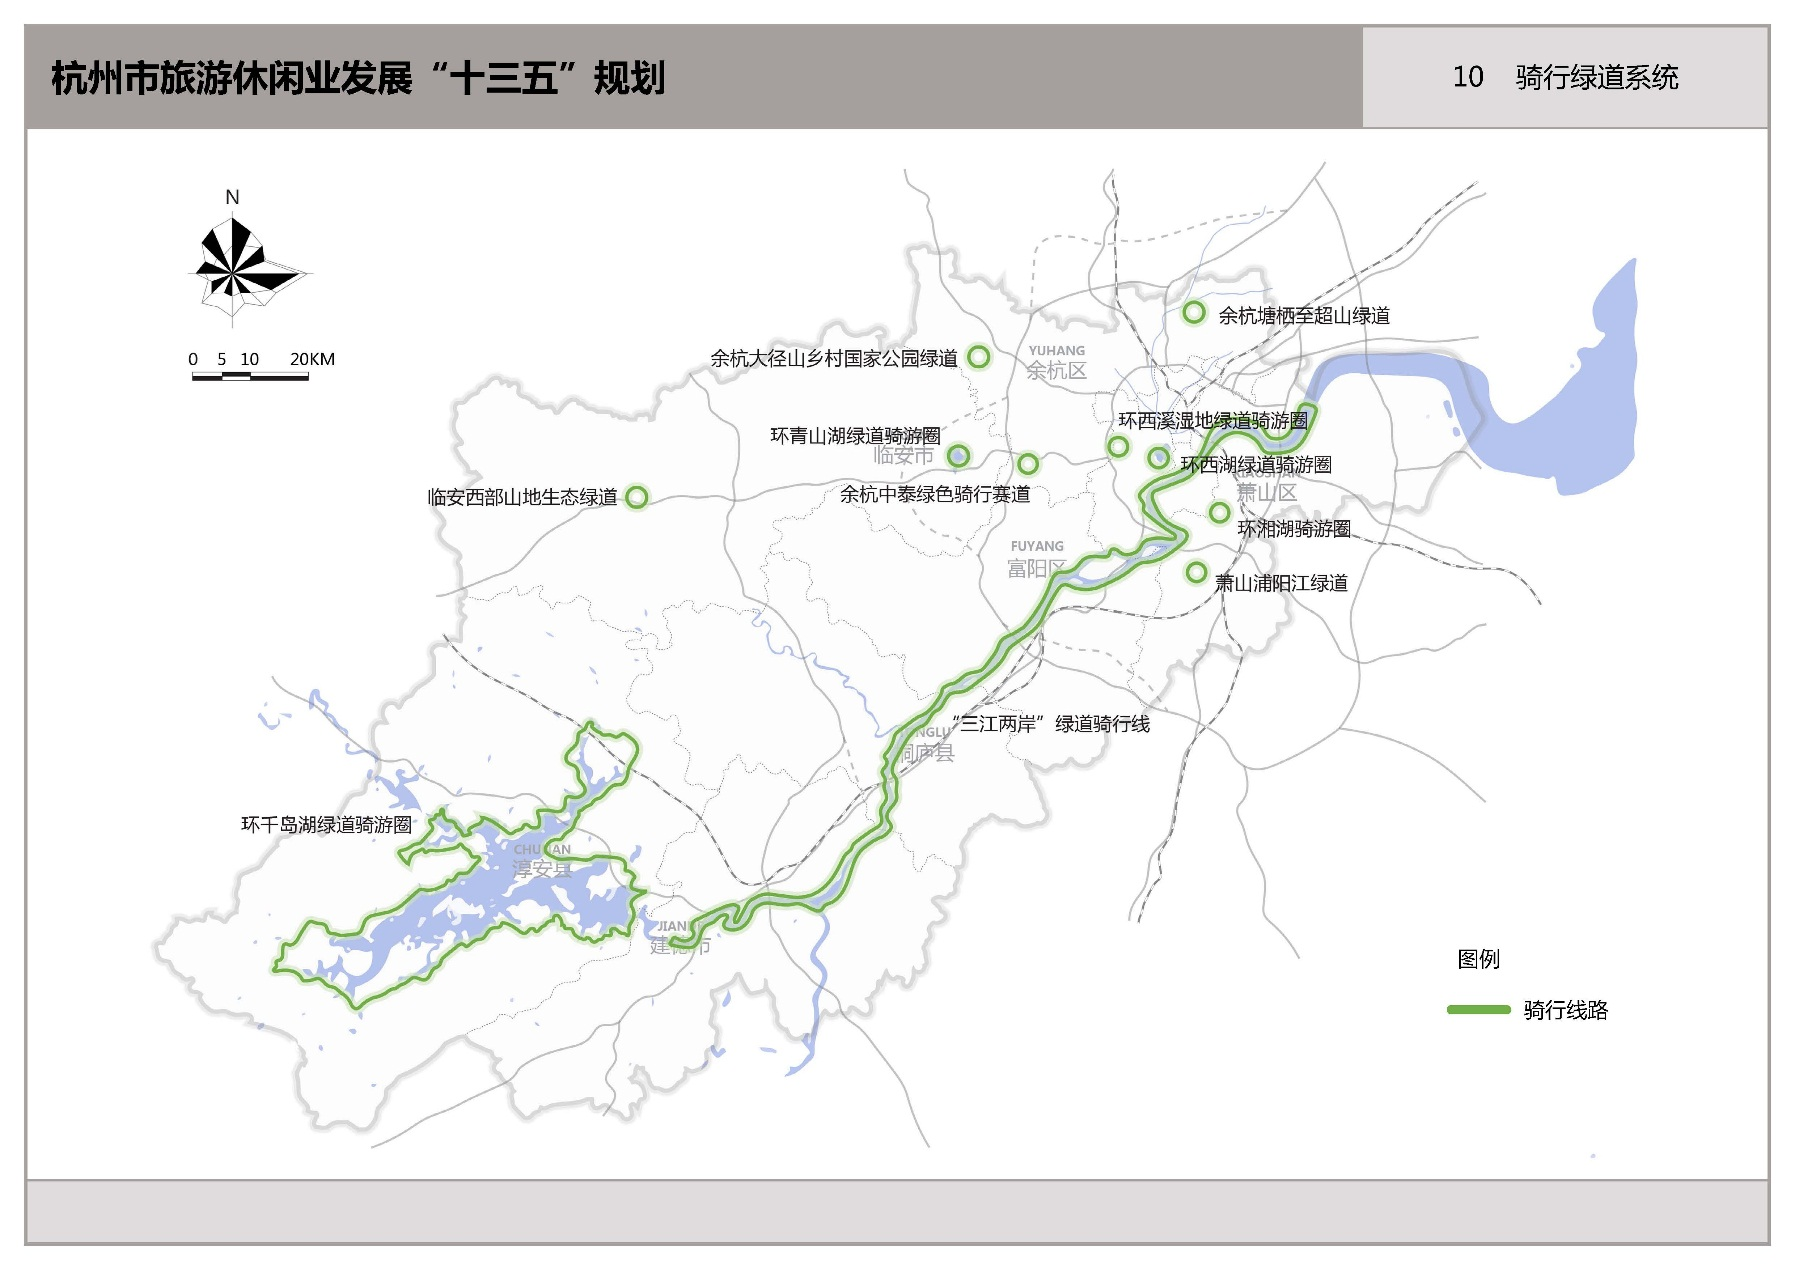 杭州市旅游休闲业发展“十三五”规划
10 骑行绿道系统
N
0 5 10 20KM
余杭塘栖至超山绿道
余杭大径山乡村国家公园绿道
YUHANG
余杭区
环西溪湿地绿道骑游圈
环青山湖绿道骑游圈
临安市
环西湖绿道骑游圈
萧山区
余杭中泰绿色骑行赛道
临安西部山地生态绿道
环湘湖骑游圈
FUYANG
富阳区
萧山浦阳江绿道
“三江两岸”绿道骑行线
桐庐县
环千岛湖绿道骑游圈
淳安县
建德市
图例
骑行线路